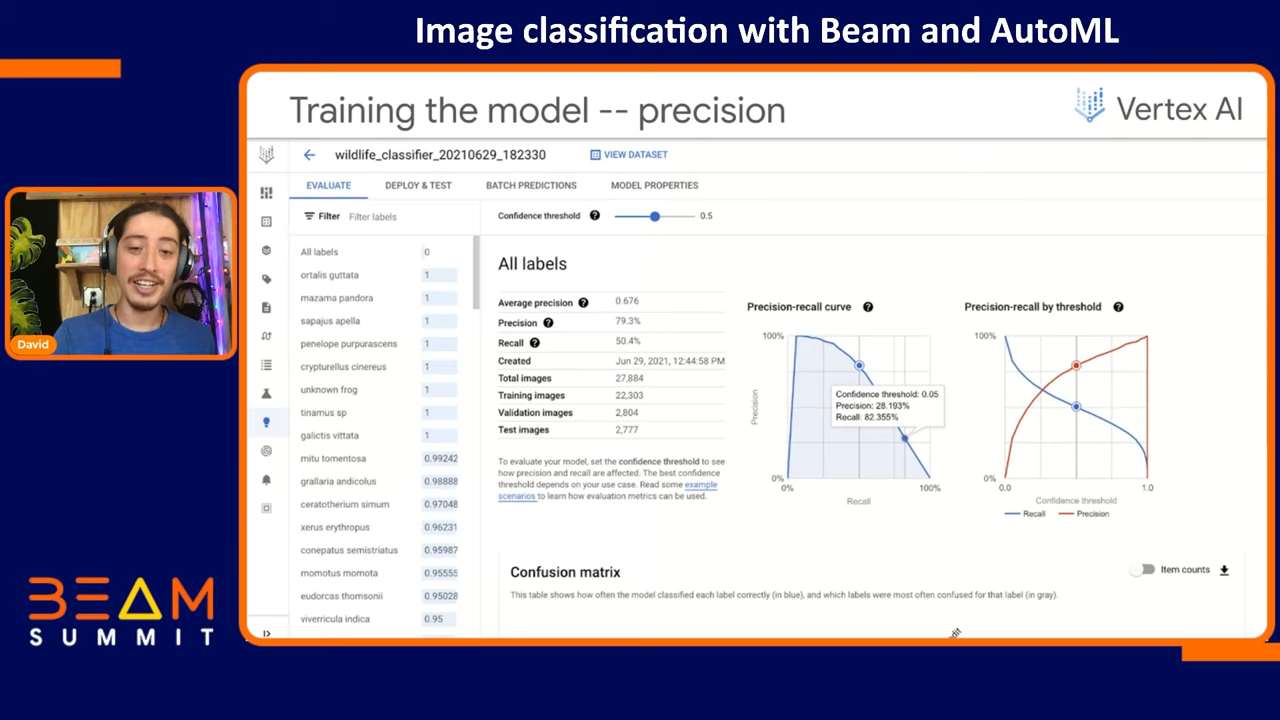 Image classification with Beam and AutoML
Training the model -- precision
Vertex AI
wildlife_classifier_20210629_182330
VIEW DATASET
EVALUATE
DEPLOY & TEST
BATCH PREDICTIONS
MODEL PROPERTIES
Filter Filter labels
Confidence threshold ? 0.5
All labels 0
ortalis guttata 1
mazama pandora 1
sapajus apella 1
penelope purpurascens 1
crypturellus cinereus 1
unknown frog 1
tinamus sp 1
galictis vittata 1
mitu tomentosa 0.99242
grallaria andicolus 0.98888
ceratotherium simum 0.97048
xerus erythropus 0.96231
conepatus semistriatus 0.95987
momotus momota 0.95555
eudorcas thomsonii 0.95028
viverricula indica 0.95
All labels
Average precision ? 0.676
Precision ? 79.3%
Recall ? 50.4%
Created Jun 29, 2021, 12:44:58 PM
Total images 27,884
Training images 22,303
Validation images 2,804
Test images 2,777
To evaluate your model, set the confidence threshold to see
how precision and recall are affected. The best confidence
threshold depends on your use case. Read some example
scenarios to learn how evaluation metrics can be used.
Precision-recall curve ?
100%
Precision
Confidence threshold: 0.05
Precision: 28.193%
Recall: 82.355%
0%
0% 100%
Recall
Precision-recall by threshold ?
100%
0%
0.0 1.0
Confidence threshold
Recall Precision
Confusion matrix
Item counts
This table shows how often the model classified each label correctly (in blue), and which labels were most often confused for that label (in gray).
David
BEAM
SUMMIT